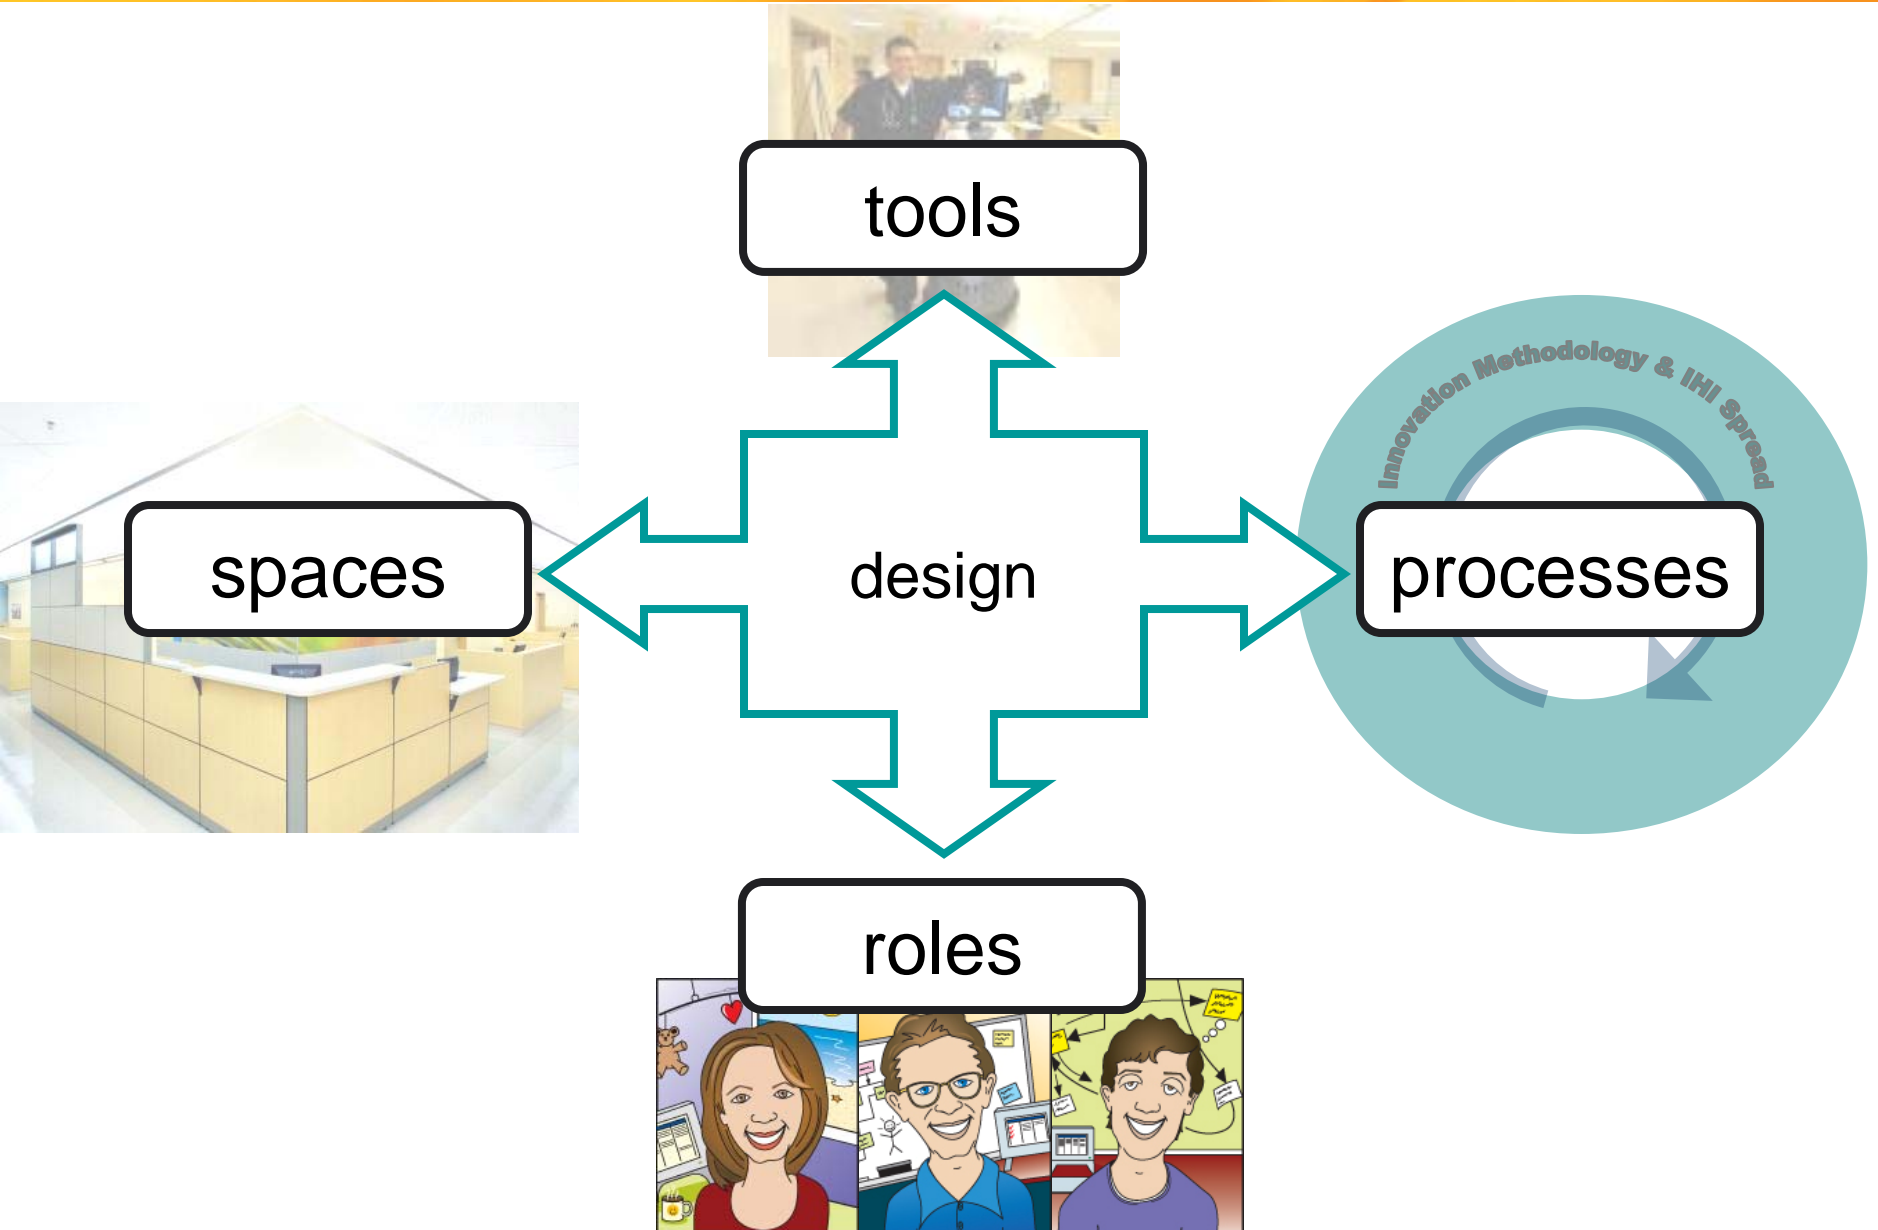 tools
Innovation Methodology & IHI Spread
spaces
design
processes
roles